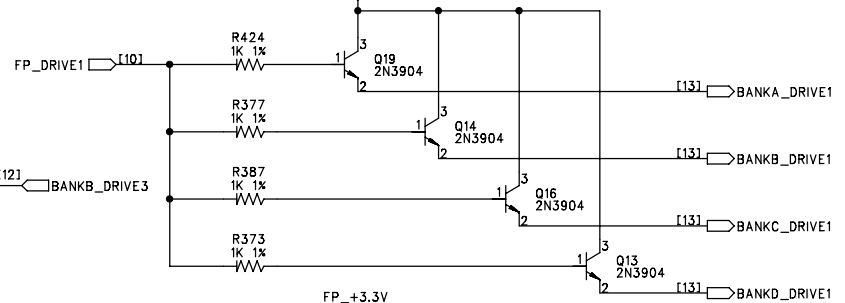 R424
1K 1%
FP_DRIVE1 [10]
1
3
Q19
2N3904
2
[13] BANKA_DRIVE1
R377
1K 1%
1
3
Q14
2N3904
2
[13] BANKB_DRIVE1
[12] BANKB_DRIVE3
R387
1K 1%
1
3
Q16
2N3904
2
[13] BANKC_DRIVE1
R373
1K 1%
1
3
Q13
2N3904
2
[13] BANKD_DRIVE1
FP_+3.3V